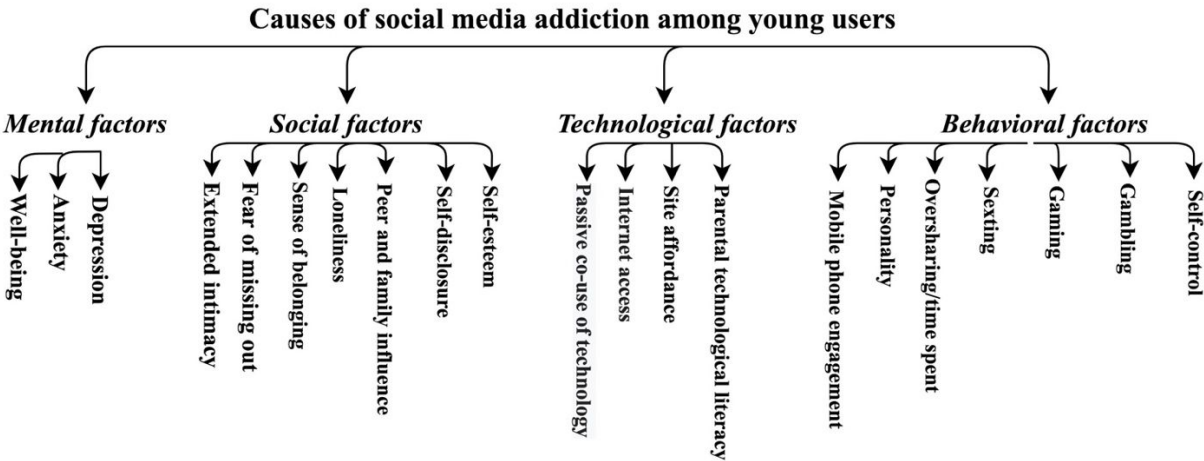 Causes of social media addiction among young users
Mental factors
Social factors
Technological factors
Behavioral factors
Well-being
Anxiety
Depression
Extended intimacy
Fear of missing out
Sense of belonging
Loneliness
Peer and family influence
Self-disclosure
Self-esteem
Passive co-use of technology
Internet access
Site affordance
Parental technological literacy
Mobile phone engagement
Personality
Oversharing/time spent
Sexting
Gaming
Gambling
Self-control